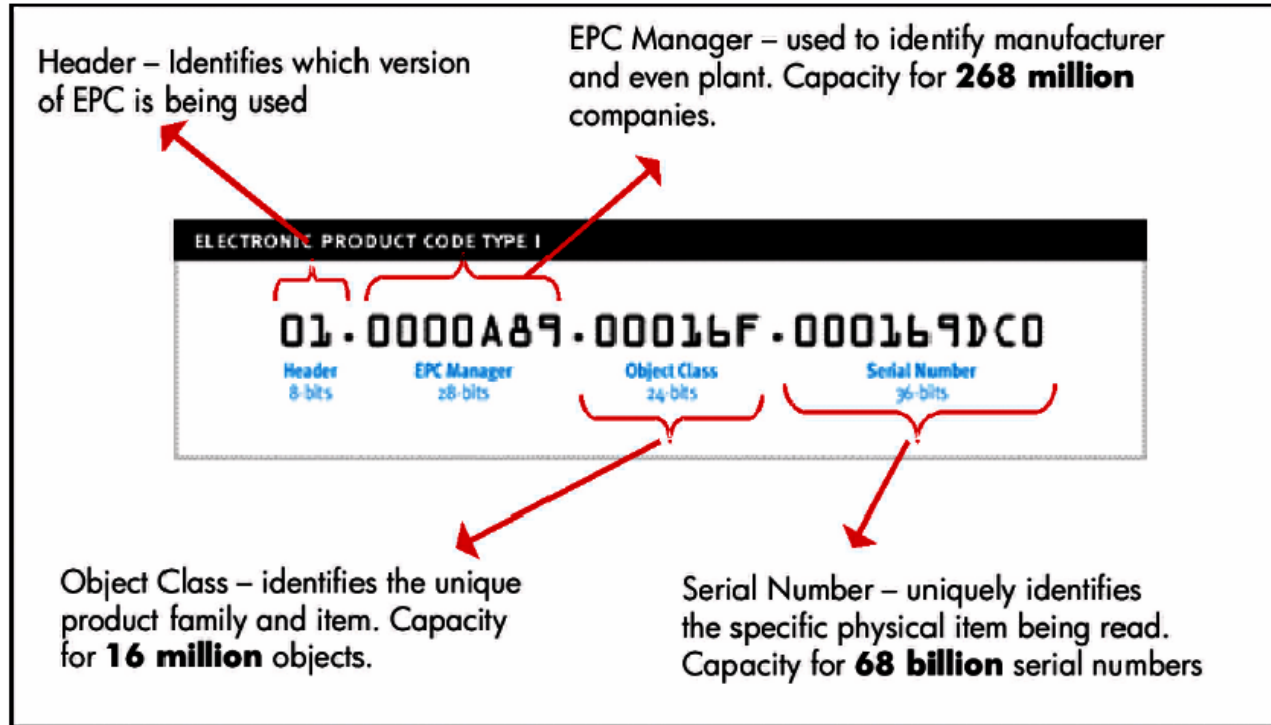 Header – Identifies which version
of EPC is being used
EPC Manager – used to identify manufacturer
and even plant. Capacity for 268 million
companies.
ELECTRONIC PRODUCT CODE TYPE I
01.0000A89.00016F.000169DC0
Header
8-bits
EPC Manager
28-bits
Object Class
24-bits
Serial Number
36-bits
Object Class – identifies the unique
product family and item. Capacity
for 16 million objects.
Serial Number – uniquely identifies
the specific physical item being read.
Capacity for 68 billion serial numbers